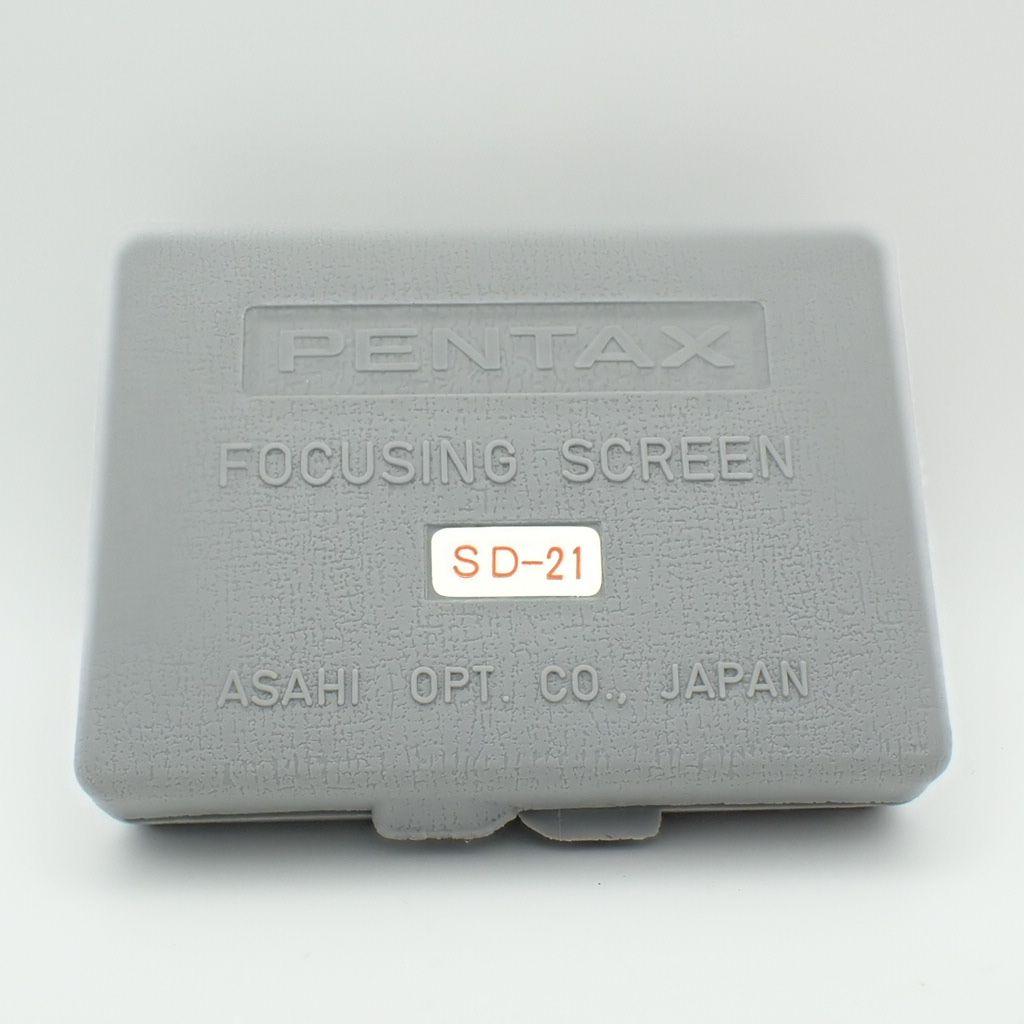 PENTAX
FOCUSING SCREEN
SD-21
ASAHI OPT. CO., JAPAN